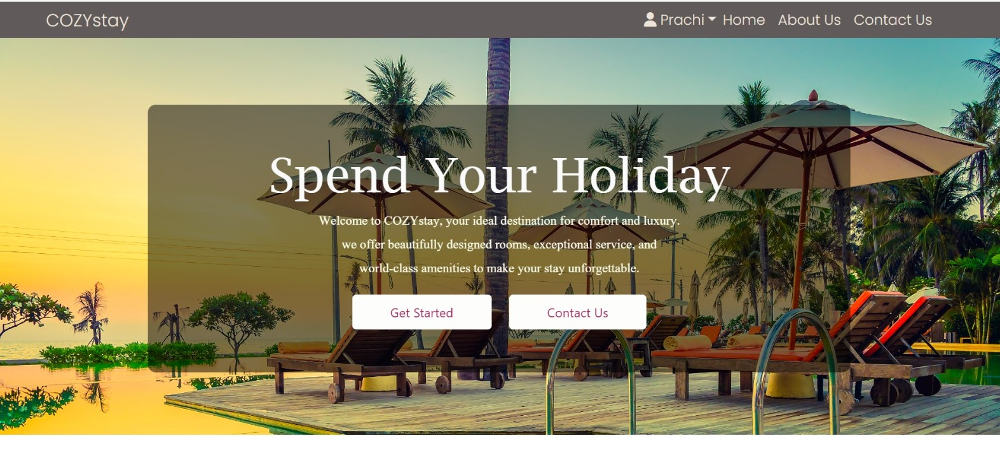 COZYstay
Prachi Home About Us Contact Us
Spend Your Holiday
Welcome to COZYstay, your ideal destination for comfort and luxury.
we offer beautifully designed rooms, exceptional service, and
world-class amenities to make your stay unforgettable.
Get Started Contact Us